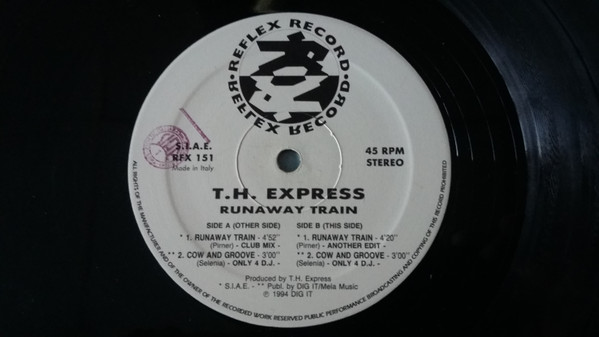 REFLEX RECORD • REFLEX RECORD •
S.I.A.E.
RFX 151
Made in Italy
45 RPM
STEREO
T.H. EXPRESS
RUNAWAY TRAIN
SIDE A (OTHER SIDE)
* 1. RUNAWAY TRAIN - 4'52"
(Pirner) - CLUB MIX -
** 2. COW AND GROOVE - 3'00"
(Selenia) - ONLY 4 D.J. -
SIDE B (THIS SIDE)
* 1. RUNAWAY TRAIN - 4'20"
(Pirner) - ANOTHER EDIT -
** 2. COW AND GROOVE - 3'00"
(Selenia) - ONLY 4 D.J. -
Produced by T.H. Express
* S.I.A.E. - ** Publ. by DIG IT/Mela Music
℗ 1994 DIG IT
ALL RIGHTS OF THE MANUFACTURES AND OF THE OWNER OF THE RECORDED WORK RESERVED PUBLIC PERFORMANCE BROADCASTING AND COPYING OF THIS RECORD PROHIBITED